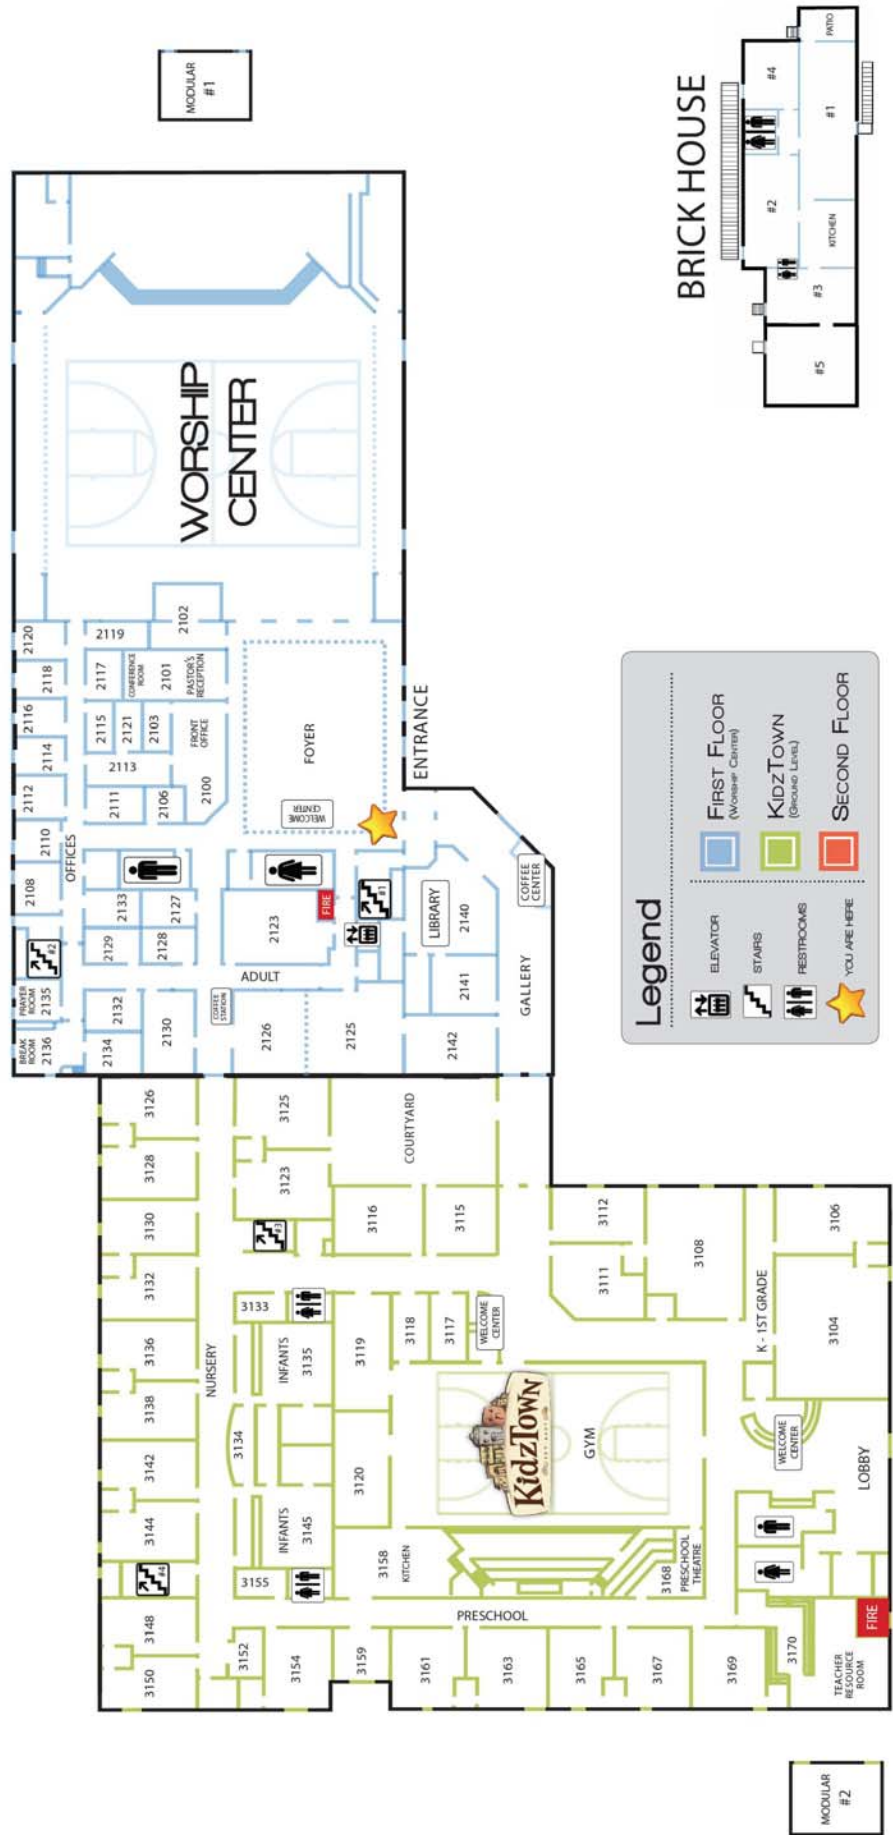 MODULAR
#1
BRICK HOUSE
PATIO
#4
#1
#2
KITCHEN
#3
#5
WORSHIP
CENTER
2120
2119
2102
2118
2117
CONFERENCE
ROOM
2101
PASTOR'S
RECEPTION
2116
2115
2121
2103
FRONT
OFFICE
2114
2113
2112
2111
2106
2100
FOYER
WELCOME
CENTER
ENTRANCE
2110
OFFICES
2108
2133
2127
2123
FIRE
#1
LIBRARY
2140
COFFEE
CENTER
#2
2129
2128
ADULT
2141
GALLERY
PRAYER
ROOM
2135
2132
2130
COFFEE
STATION
2126
2125
2142
BREAK
ROOM
2136
2134
Legend
ELEVATOR
STAIRS
RESTROOMS
YOU ARE HERE
FIRST FLOOR
(WORSHIP CENTER)
KIDZTOWN
(GROUND LEVEL)
SECOND FLOOR
3126
3125
COURTYARD
3128
3123
3130
#3
3116
3115
3112
3106
3132
3133
3111
3108
K - 1ST GRADE
3136
NURSERY
INFANTS
3135
3119
3118
3117
WELCOME
CENTER
3104
3138
3134
KidzTown
GYM
WELCOME
CENTER
LOBBY
3142
3120
3144
INFANTS
3145
3158
KITCHEN
#4
3155
3168
PRESCHOOL
THEATRE
PRESCHOOL
FIRE
3148
3152
3150
3154
3159
3161
3163
3165
3167
3169
3170
TEACHER
RESOURCE
ROOM
MODULAR
#2